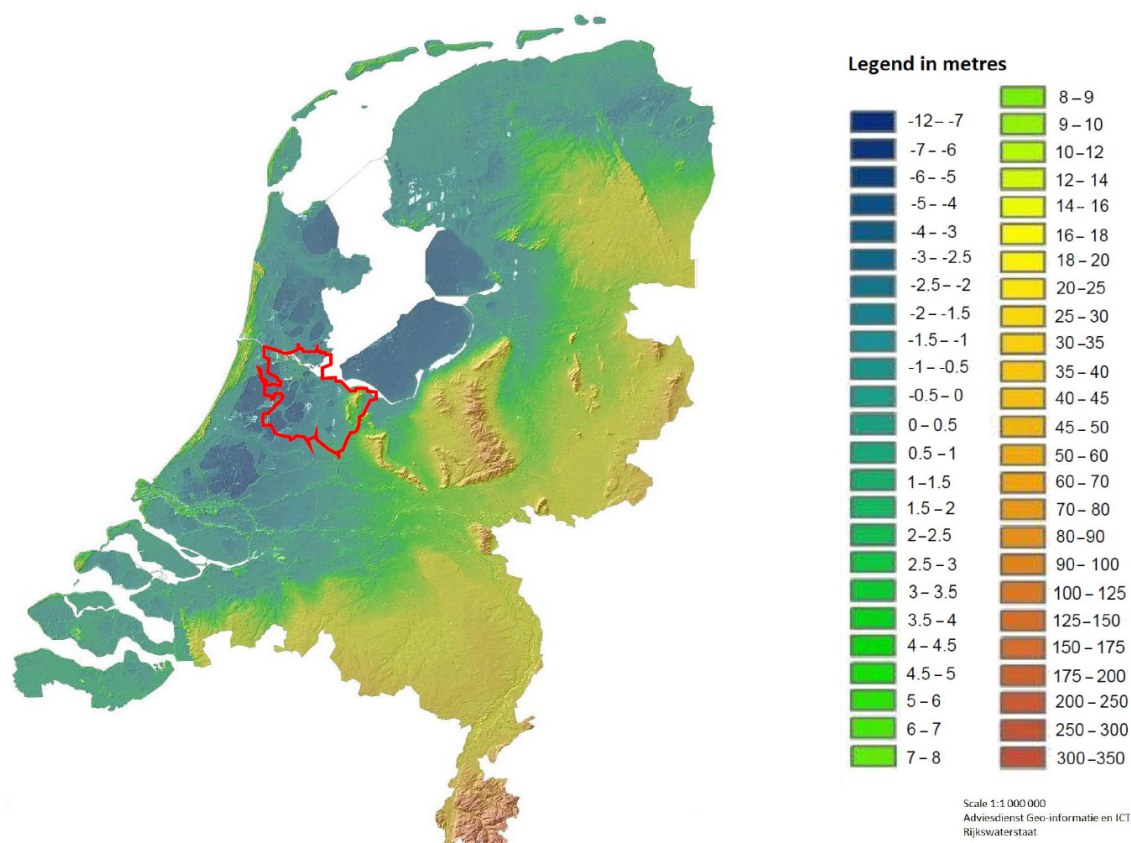 Legend in metres
-12– -7
-7 – -6
-6 – -5
-5 – -4
-4 – -3
-3 – -2.5
-2.5 – -2
-2 – -1.5
-1.5 – -1
-1 – -0.5
-0.5 – 0
0 – 0.5
0.5 – 1
1 – 1.5
1.5 – 2
2–2.5
2.5 – 3
3 – 3.5
3.5 – 4
4 – 4.5
4.5 – 5
5 – 6
6 – 7
7 – 8
8 – 9
9 – 10
10 – 12
12 – 14
14 – 16
16 – 18
18 – 20
20–25
25 – 30
30–35
35 – 40
40 – 45
45 – 50
50 – 60
60 – 70
70 – 80
80–90
90 – 100
100 – 125
125–150
150 – 175
175 – 200
200 – 250
250 – 300
300–350
Scale 1:1 000 000
Adviesdienst Geo-informatie en ICT
Rijkswaterstaat